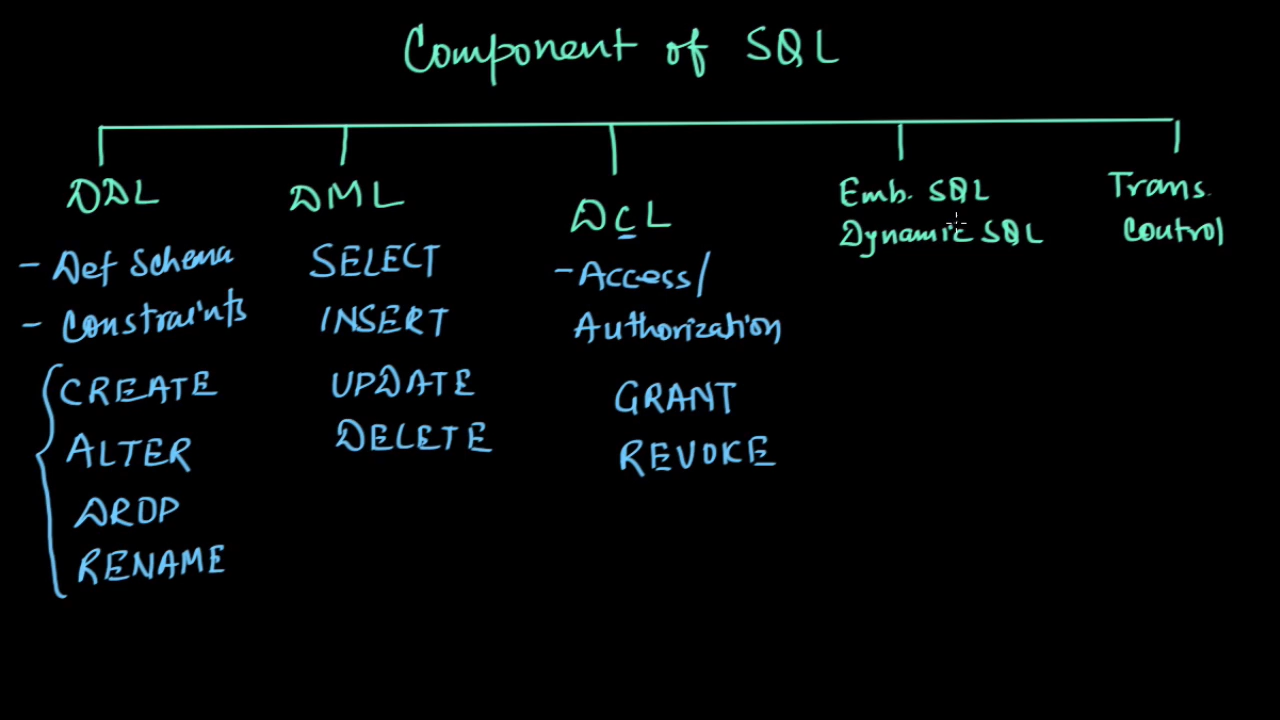 Component of SQL
DDL
- Def Schema
- Constraints
CREATE
ALTER
DROP
RENAME
DML
SELECT
INSERT
UPDATE
DELETE
DCL
- Access/
Authorization
GRANT
REVOKE
Emb. SQL
Dynamic SQL
Trans.
Control